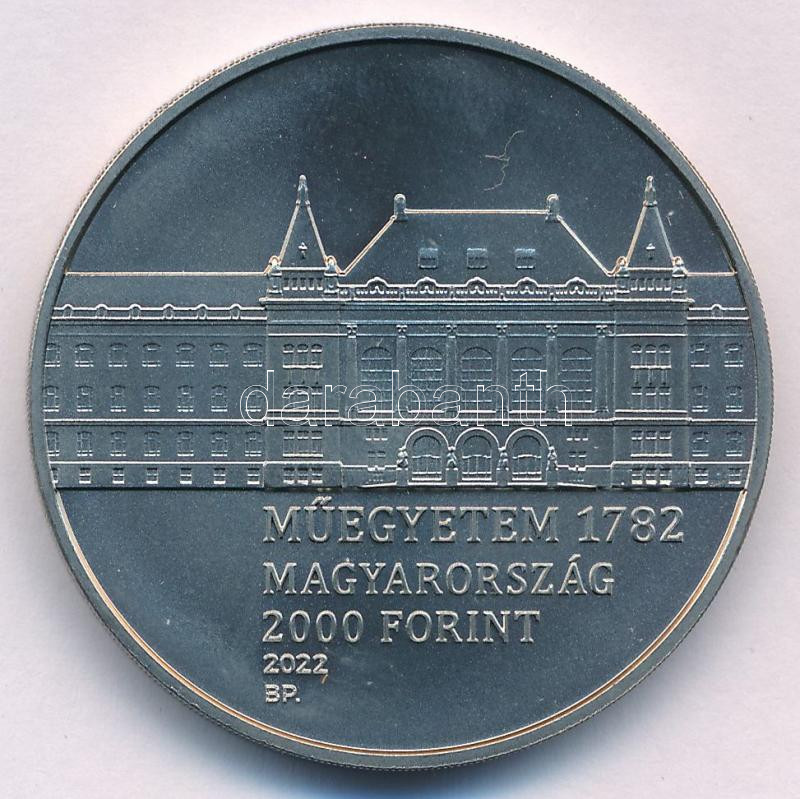 darabanth
MŰEGYETEM 1782
MAGYARORSZÁG
2000 FORINT
2022
BP.